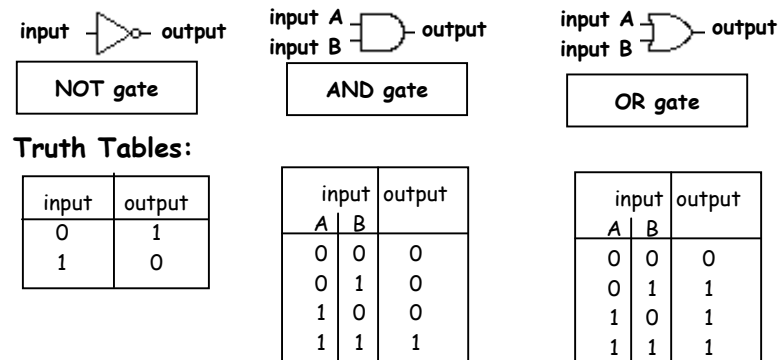 input output
input A
input B output
input A
input B output
NOT gate
AND gate
OR gate
Truth Tables:
input output
0 1
1 0
input output
A B
0 0 0
0 1 0
1 0 0
1 1 1
input output
A B
0 0 0
0 1 1
1 0 1
1 1 1